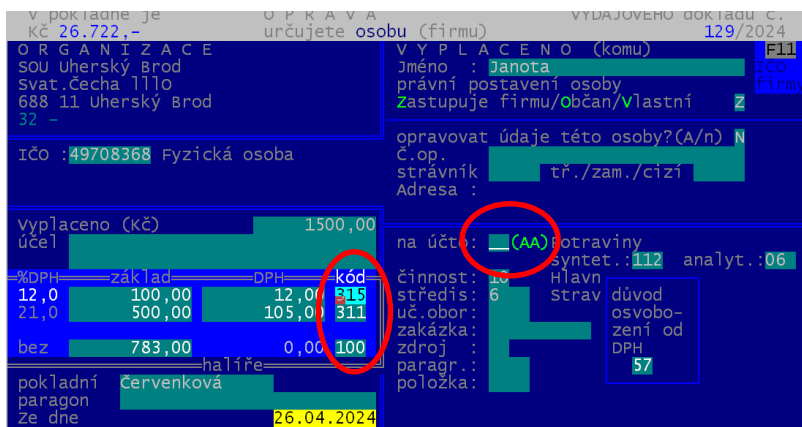 V pokladně je O P R A V A VÝDAJOVÉHO dokladu č.
Kč 26.722,– určujete osobu (firmu) 129/2024
O R G A N I Z A C E
SOU Uherský Brod
Svat.Čecha lll0
688 11 Uherský Brod
32 –
IČO :49708368 Fyzická osoba
Vyplaceno (Kč) 1500,00
účel
%DPH základ DPH kód
12,0 100,00 12,00 315
21,0 500,00 105,00 311
bez 783,00 0,00 100
halíře
pokladní Červenková
paragon
Ze dne 26.04.2024
V Y P L A C E N O (komu) F11
Jméno : Janota IČO
právní postavení osoby firmy
Zastupuje firmu/Občan/Vlastní Z
opravovat údaje této osoby?(A/n) N
Č.op.
strávník tř./zam./cizí
Adresa :
na účto: __(AA) Potraviny
syntet.:112 analyt.:06
činnost: 10 Hlavn
středis: 6 Strav
uč.obor:
zakázka:
zdroj :
paragr.:
položka:
důvod
osvobo-
zení od
DPH
57